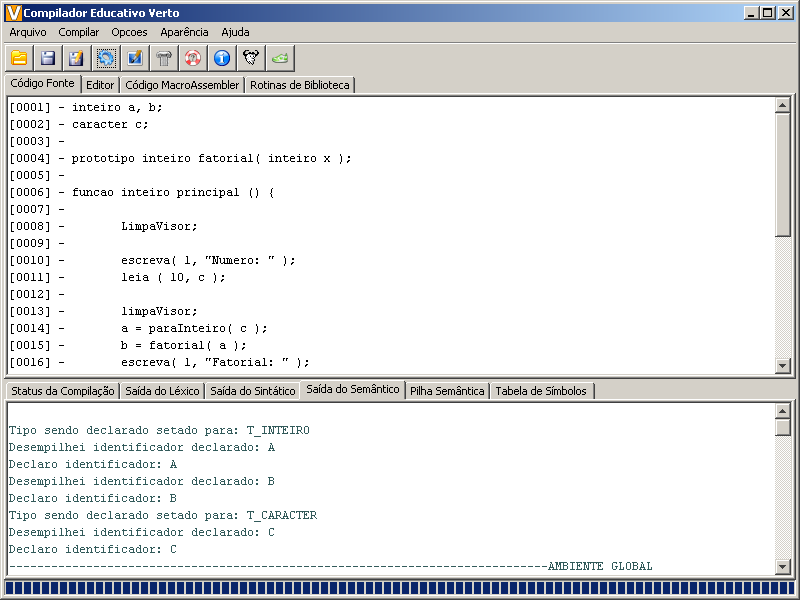 Compilador Educativo Verto
Arquivo Compilar Opcoes Aparência Ajuda
Código Fonte Editor Código MacroAssembler Rotinas de Biblioteca
[0001] - inteiro a, b;
[0002] - caracter c;
[0003] -
[0004] - prototipo inteiro fatorial( inteiro x );
[0005] -
[0006] - funcao inteiro principal () {
[0007] -
[0008] - LimpaVisor;
[0009] -
[0010] - escreva( 1, "Numero: " );
[0011] - leia ( 10, c );
[0012] -
[0013] - limpaVisor;
[0014] - a = paraInteiro( c );
[0015] - b = fatorial( a );
[0016] - escreva( 1, "Fatorial: " );
Status da Compilação Saída do Léxico Saída do Sintático Saída do Semântico Pilha Semântica Tabela de Símbolos
Tipo sendo declarado setado para: T_INTEIRO
Desempilhei identificador declarado: A
Declaro identificador: A
Desempilhei identificador declarado: B
Declaro identificador: B
Tipo sendo declarado setado para: T_CARACTER
Desempilhei identificador declarado: C
Declaro identificador: C
-----------------------------------------------------------------------------AMBIENTE GLOBAL